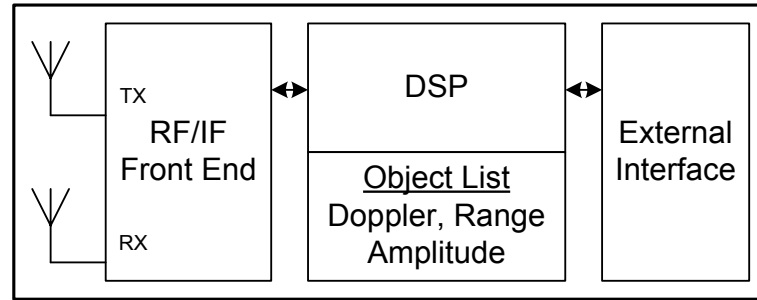 TX
RF/IF
Front End
RX
DSP
Object List
Doppler, Range
Amplitude
External
Interface